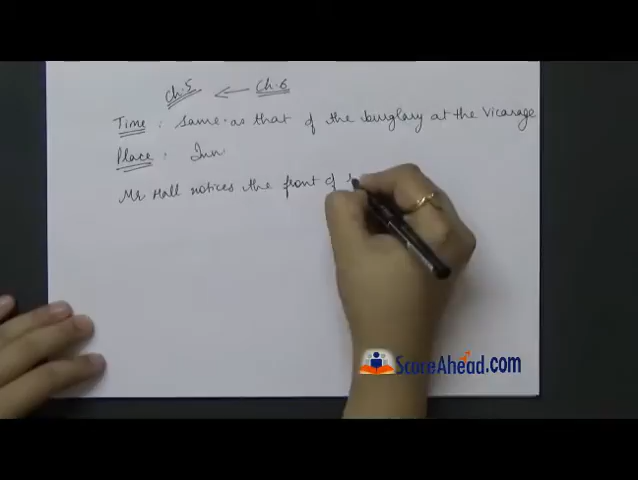 Ch.5 ← Ch.6
Time : same as that of the burglary at the Vicarage
Place : Inn
Mr Hall notices the front of
ScoreAhead.com